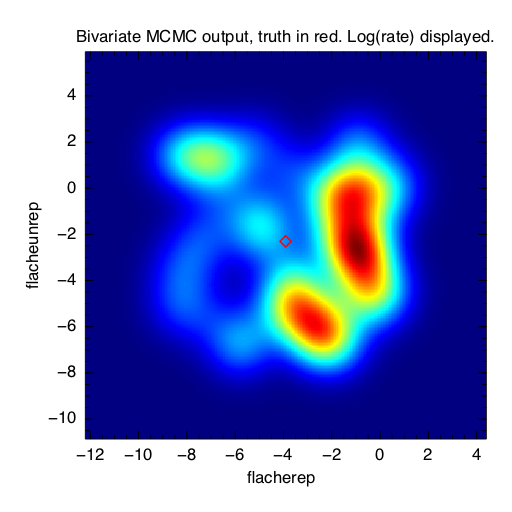 Bivariate MCMC output, truth in red. Log(rate) displayed.
4
2
0
−2
−4
−6
−8
−10
flacheunrep
−12 −10 −8 −6 −4 −2 0 2 4
flacherep